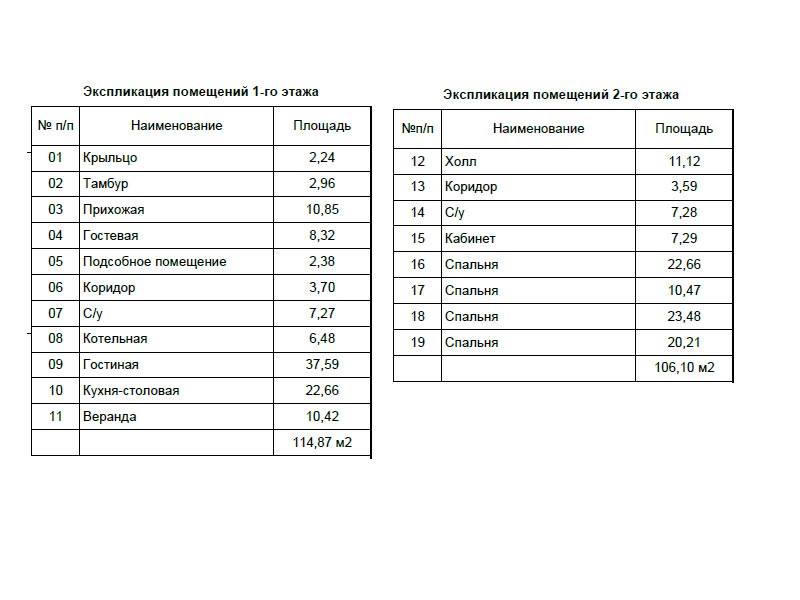 Экспликация помещений 1-го этажа
№ п/п Наименование Площадь
01 Крыльцо 2,24
02 Тамбур 2,96
03 Прихожая 10,85
04 Гостевая 8,32
05 Подсобное помещение 2,38
06 Коридор 3,70
07 С/у 7,27
08 Котельная 6,48
09 Гостиная 37,59
10 Кухня-столовая 22,66
11 Веранда 10,42
114,87 м2
Экспликация помещений 2-го этажа
№п/п Наименование Площадь
12 Холл 11,12
13 Коридор 3,59
14 С/у 7,28
15 Кабинет 7,29
16 Спальня 22,66
17 Спальня 10,47
18 Спальня 23,48
19 Спальня 20,21
106,10 м2